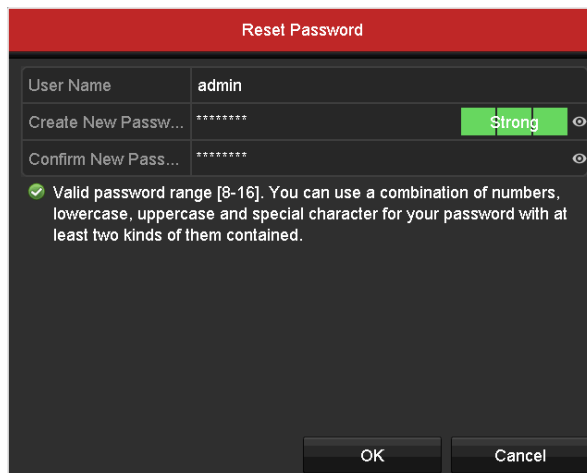 Reset Password
User Name admin
Create New Passw... ******** Strong
Confirm New Pass... ********
Valid password range [8-16]. You can use a combination of numbers,
lowercase, uppercase and special character for your password with at
least two kinds of them contained.
OK Cancel